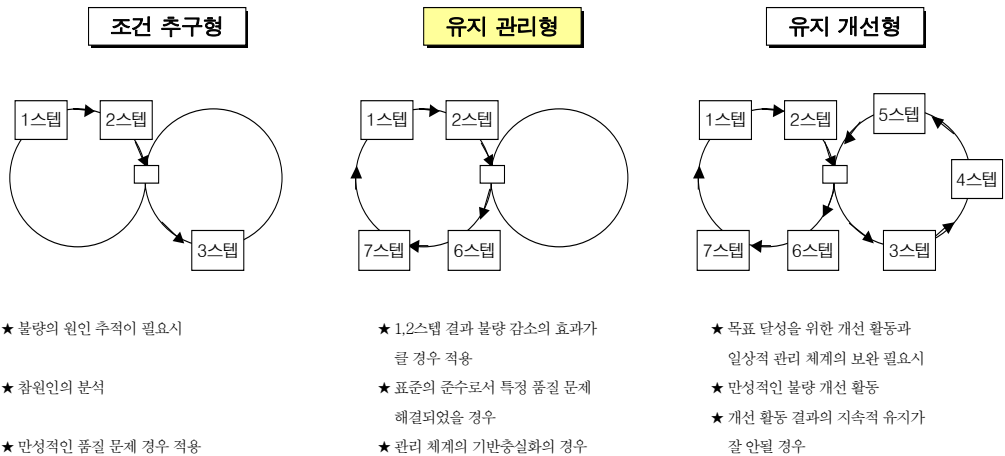 조건 추구형
유지 관리형
유지 개선형
1스텝
2스텝
3스텝
1스텝
2스텝
7스텝
6스텝
1스텝
2스텝
5스텝
4스텝
7스텝
6스텝
3스텝
★ 불량의 원인 추적이 필요시
★ 참원인의 분석
★ 만성적인 품질 문제 경우 적용
★ 1,2스텝 결과 불량 감소의 효과가
클 경우 적용
★ 표준의 준수로서 특정 품질 문제
해결되었을 경우
★ 관리 체계의 기반충실화의 경우
★ 목표 달성을 위한 개선 활동과
일상적 관리 체계의 보완 필요시
★ 만성적인 불량 개선 활동
★ 개선 활동 결과의 지속적 유지가
잘 안될 경우